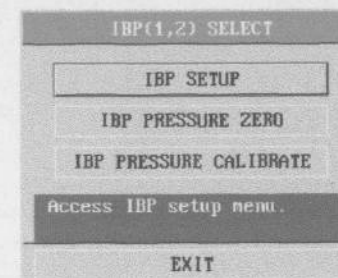 IBP(1,2) SELECT
IBP SETUP
IBP PRESSURE ZERO
IBP PRESSURE CALIBRATE
Access IBP setup menu.
EXIT